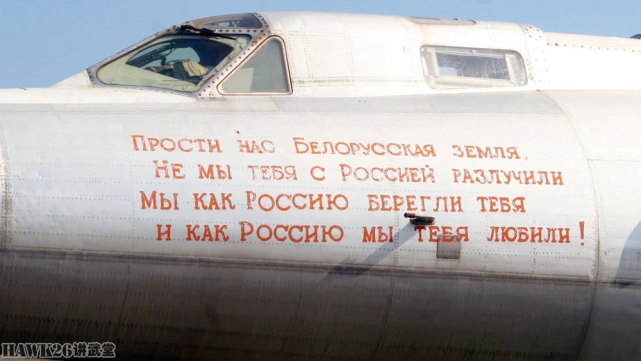 Прости нас Белорусская земля,
Не мы тебя с Россией разлучили
Мы как Россию берегли тебя
и как Россию мы тебя любили!
HAWK26讲武堂